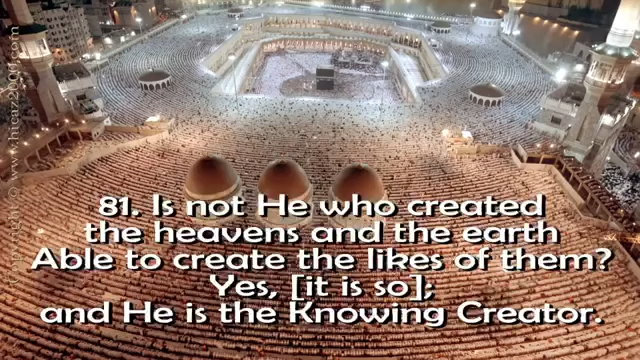 81. Is not He who created
the heavens and the earth
Able to create the likes of them?
Yes, [it is so];
and He is the Knowing Creator.